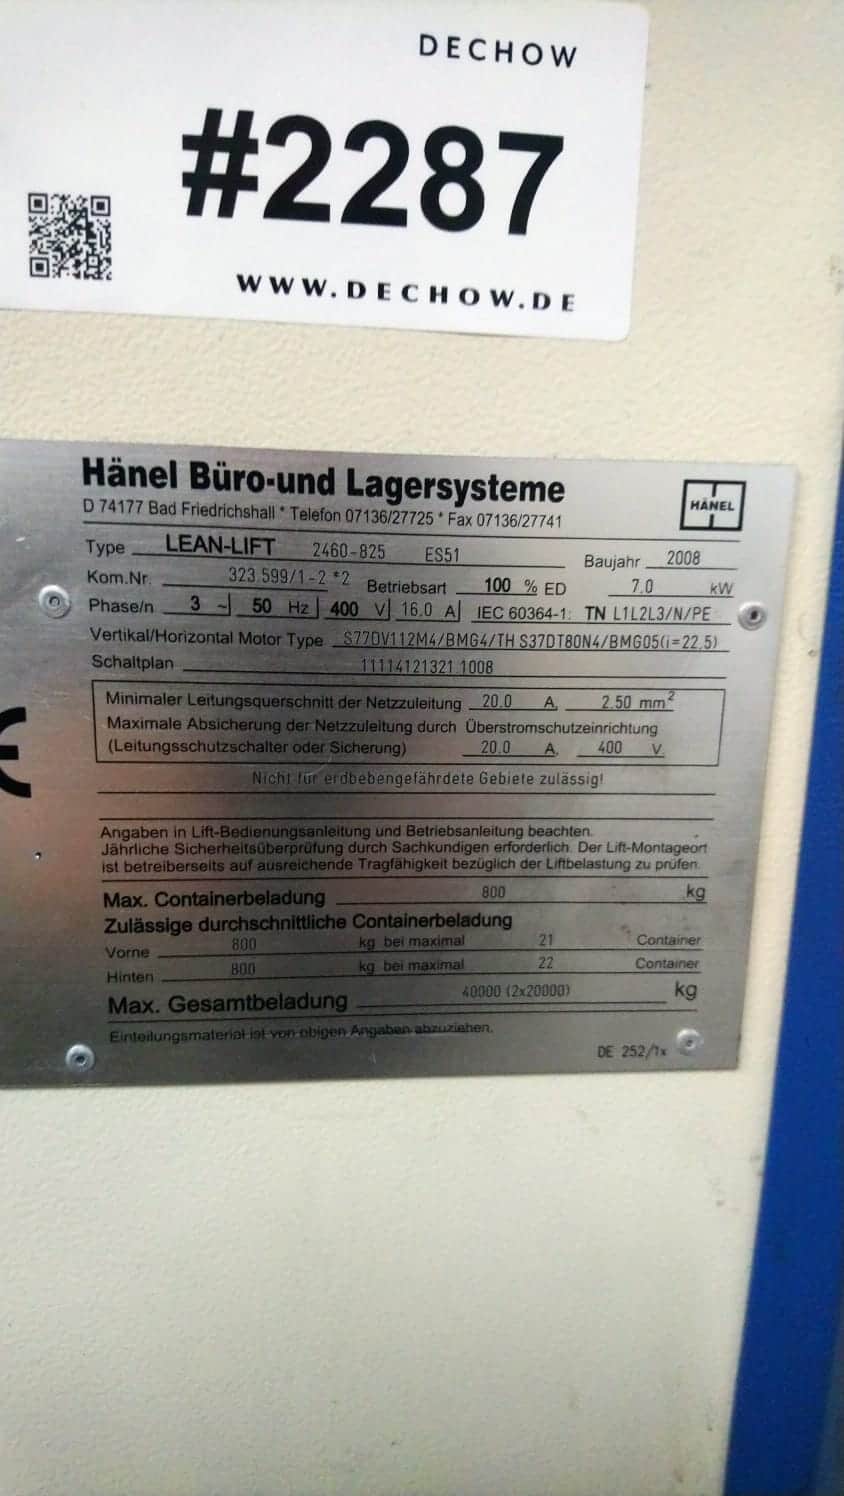 DECHOW
#2287
WWW.DECHOW.DE
Hänel Büro-und Lagersysteme
D 74177 Bad Friedrichshall * Telefon 07136/27725 * Fax 07136/27741
HÄNEL
Type LEAN-LIFT 2460-825 ES51 Baujahr 2008
Kom.Nr. 323.599/1-2 *2 Betriebsart 100 % ED 7.0 kW
Phase/n 3 ~ 50 Hz 400 V 16.0 A IEC 60364-1: TN L1L2L3/N/PE
Vertikal/Horizontal Motor Type S77DV112M4/BMG4/TH S37DT80N4/BMG05(i=22,5)
Schaltplan 11114121321.1008
Minimaler Leitungsquerschnitt der Netzzuleitung 20.0 A, 2.50 mm²
Maximale Absicherung der Netzzuleitung durch Überstromschutzeinrichtung
(Leitungsschutzschalter oder Sicherung) 20.0 A, 400 V
Nicht für erdbebengefährdete Gebiete zulässig!
Angaben in Lift-Bedienungsanleitung und Betriebsanleitung beachten.
Jährliche Sicherheitsüberprüfung durch Sachkundigen erforderlich. Der Lift-Montageort
ist betreiberseits auf ausreichende Tragfähigkeit bezüglich der Liftbelastung zu prüfen.
Max. Containerbeladung 800 kg
Zulässige durchschnittliche Containerbeladung
Vorne 800 kg bei maximal 21 Container
Hinten 800 kg bei maximal 22 Container
Max. Gesamtbeladung 40000 (2x20000) kg
Einteilungsmaterial ist von obigen Angaben abzuziehen.
DE 252/1x
CE